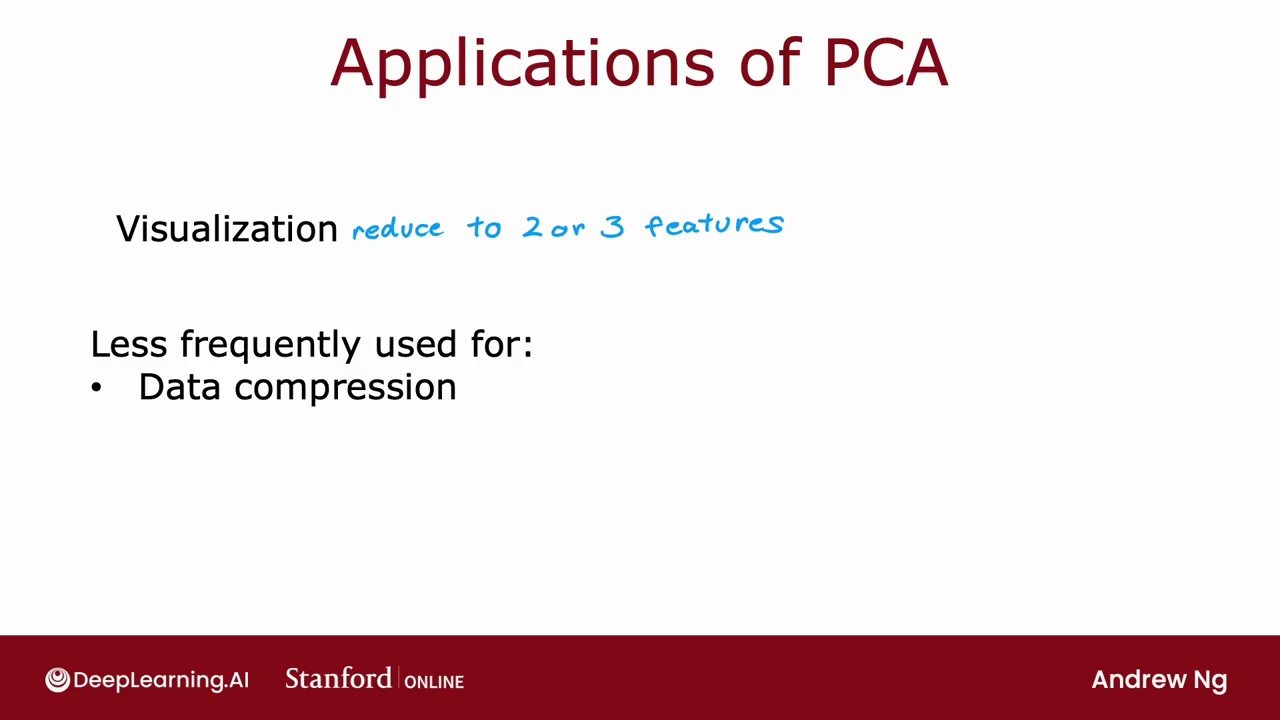 Applications of PCA
Visualization reduce to 2 or 3 features
Less frequently used for:
• Data compression
DeepLearning.AI Stanford | ONLINE Andrew Ng